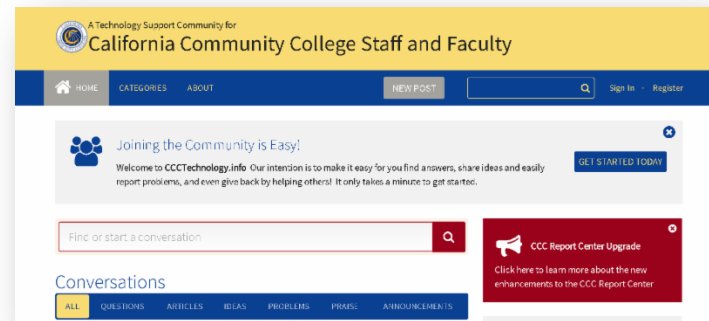 A Technology Support Community for
California Community College Staff and Faculty
HOME CATEGORIES ABOUT NEW POST Sign In · Register
Joining the Community is Easy!
Welcome to CCCTechnology.info Our intention is to make it easy for you find answers, share ideas and easily
report problems, and even give back by helping others! It only takes a minute to get started.
GET STARTED TODAY
Find or start a conversation
CCC Report Center Upgrade
Click here to learn more about the new
enhancements to the CCC Report Center
Conversations
ALL QUESTIONS ARTICLES IDEAS PROBLEMS PRAISE ANNOUNCEMENTS